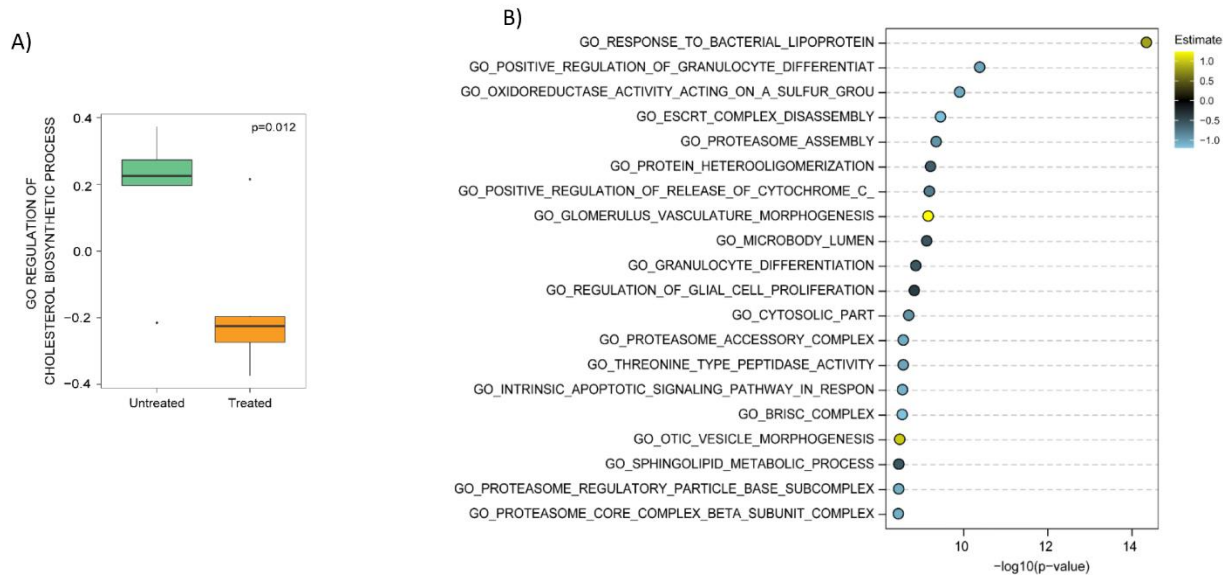 A)
GO REGULATION OF
CHOLESTEROL BIOSYNTHETIC PROCESS
0.4
0.2
0.0
−0.2
−0.4
p=0.012
Untreated
Treated
B)
GO_RESPONSE_TO_BACTERIAL_LIPOPROTEIN
GO_POSITIVE_REGULATION_OF_GRANULOCYTE_DIFFERENTIAT
GO_OXIDOREDUCTASE_ACTIVITY_ACTING_ON_A_SULFUR_GROU
GO_ESCRT_COMPLEX_DISASSEMBLY
GO_PROTEASOME_ASSEMBLY
GO_PROTEIN_HETEROOLIGOMERIZATION
GO_POSITIVE_REGULATION_OF_RELEASE_OF_CYTOCHROME_C_
GO_GLOMERULUS_VASCULATURE_MORPHOGENESIS
GO_MICROBODY_LUMEN
GO_GRANULOCYTE_DIFFERENTIATION
GO_REGULATION_OF_GLIAL_CELL_PROLIFERATION
GO_CYTOSOLIC_PART
GO_PROTEASOME_ACCESSORY_COMPLEX
GO_THREONINE_TYPE_PEPTIDASE_ACTIVITY
GO_INTRINSIC_APOPTOTIC_SIGNALING_PATHWAY_IN_RESPON
GO_BRISC_COMPLEX
GO_OTIC_VESICLE_MORPHOGENESIS
GO_SPHINGOLIPID_METABOLIC_PROCESS
GO_PROTEASOME_REGULATORY_PARTICLE_BASE_SUBCOMPLEX
GO_PROTEASOME_CORE_COMPLEX_BETA_SUBUNIT_COMPLEX
10
12
14
−log10(p-value)
Estimate
1.0
0.5
0.0
−0.5
−1.0